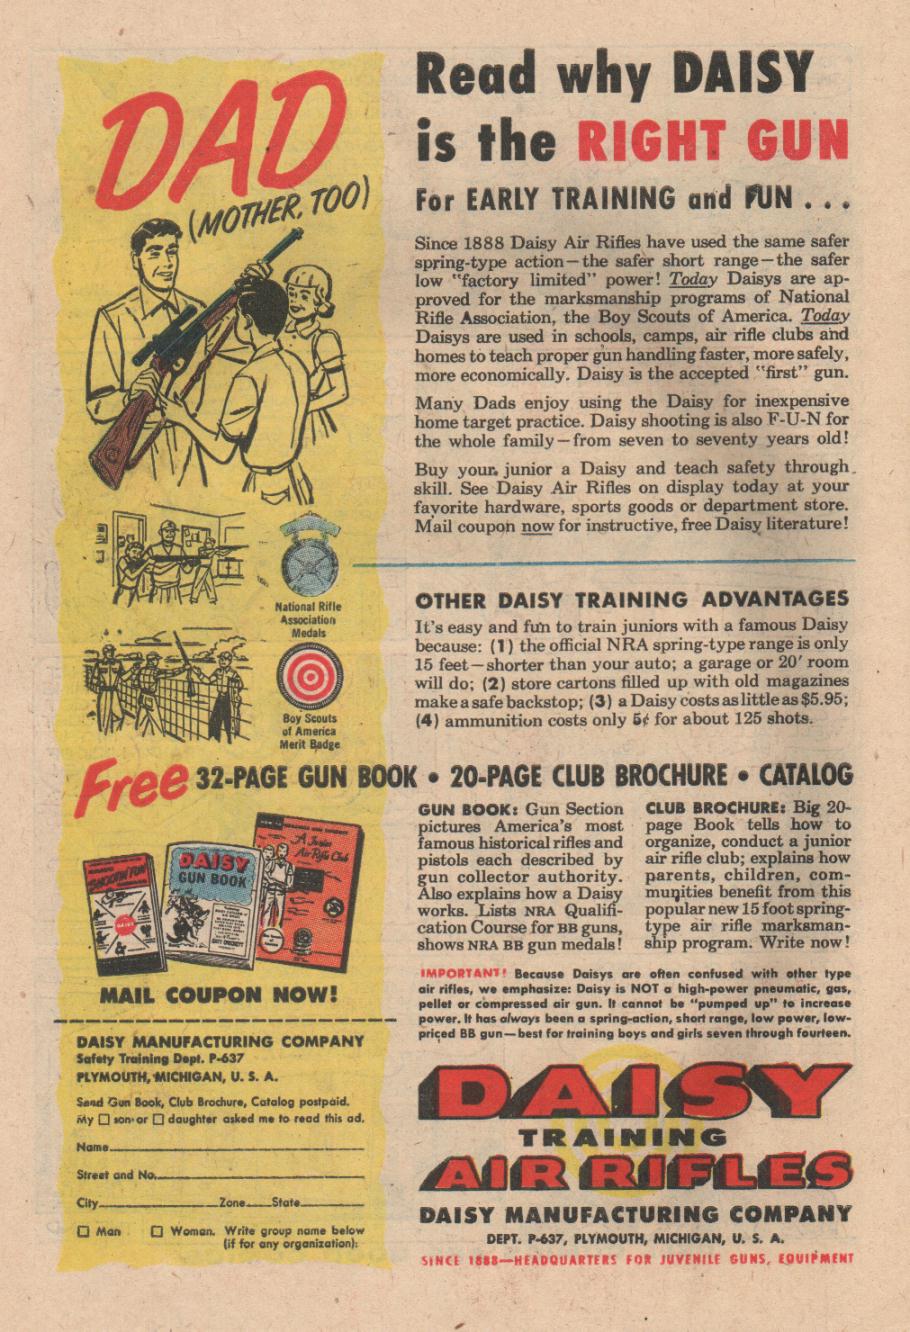 DAD
(MOTHER, TOO)
National Rifle
Association
Medals
Boy Scouts
of America
Merit Badge
Read why DAISY
is the RIGHT GUN
For EARLY TRAINING and FUN . . .
Since 1888 Daisy Air Rifles have used the same safer
spring-type action—the safer short range—the safer
low "factory limited" power! Today Daisys are ap-
proved for the marksmanship programs of National
Rifle Association, the Boy Scouts of America. Today
Daisys are used in schools, camps, air rifle clubs and
homes to teach proper gun handling faster, more safely,
more economically. Daisy is the accepted "first" gun.
Many Dads enjoy using the Daisy for inexpensive
home target practice. Daisy shooting is also F-U-N for
the whole family—from seven to seventy years old!
Buy your junior a Daisy and teach safety through
skill. See Daisy Air Rifles on display today at your
favorite hardware, sports goods or department store.
Mail coupon now for instructive, free Daisy literature!
OTHER DAISY TRAINING ADVANTAGES
It's easy and fun to train juniors with a famous Daisy
because: (1) the official NRA spring-type range is only
15 feet—shorter than your auto; a garage or 20' room
will do; (2) store cartons filled up with old magazines
make a safe backstop; (3) a Daisy costs as little as $5.95;
(4) ammunition costs only 5¢ for about 125 shots.
Free 32-PAGE GUN BOOK • 20-PAGE CLUB BROCHURE • CATALOG
DAISY
GUN BOOK
A Junior
Air Rifle Club
MAIL COUPON NOW!
GUN BOOK: Gun Section
pictures America's most
famous historical rifles and
pistols each described by
gun collector authority.
Also explains how a Daisy
works. Lists NRA Qualifi-
cation Course for BB guns,
shows NRA BB gun medals!
CLUB BROCHURE: Big 20-
page Book tells how to
organize, conduct a junior
air rifle club; explains how
parents, children, com-
munities benefit from this
popular new 15 foot spring-
type air rifle marksman-
ship program. Write now!
IMPORTANT! Because Daisys are often confused with other type
air rifles, we emphasize: Daisy is NOT a high-power pneumatic, gas,
pellet or compressed air gun. It cannot be "pumped up" to increase
power. It has always been a spring-action, short range, low power, low-
priced BB gun—best for training boys and girls seven through fourteen.
DAISY MANUFACTURING COMPANY
Safety Training Dept. P-637
PLYMOUTH, MICHIGAN, U. S. A.
Send Gun Book, Club Brochure, Catalog postpaid.
My ☐ son or ☐ daughter asked me to read this ad.
Name
Street and No.
City Zone State
☐ Man ☐ Woman. Write group name below
(if for any organization):
DAISY
TRAINING
AIR RIFLES
DAISY MANUFACTURING COMPANY
DEPT. P-637, PLYMOUTH, MICHIGAN, U. S. A.
SINCE 1888—HEADQUARTERS FOR JUVENILE GUNS, EQUIPMENT